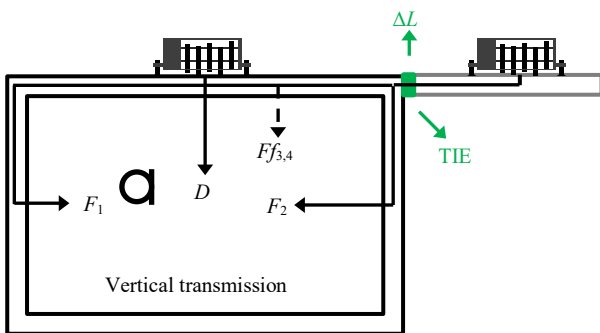 ΔL
TIE
Ff3,4
F1
D
F2
Vertical transmission